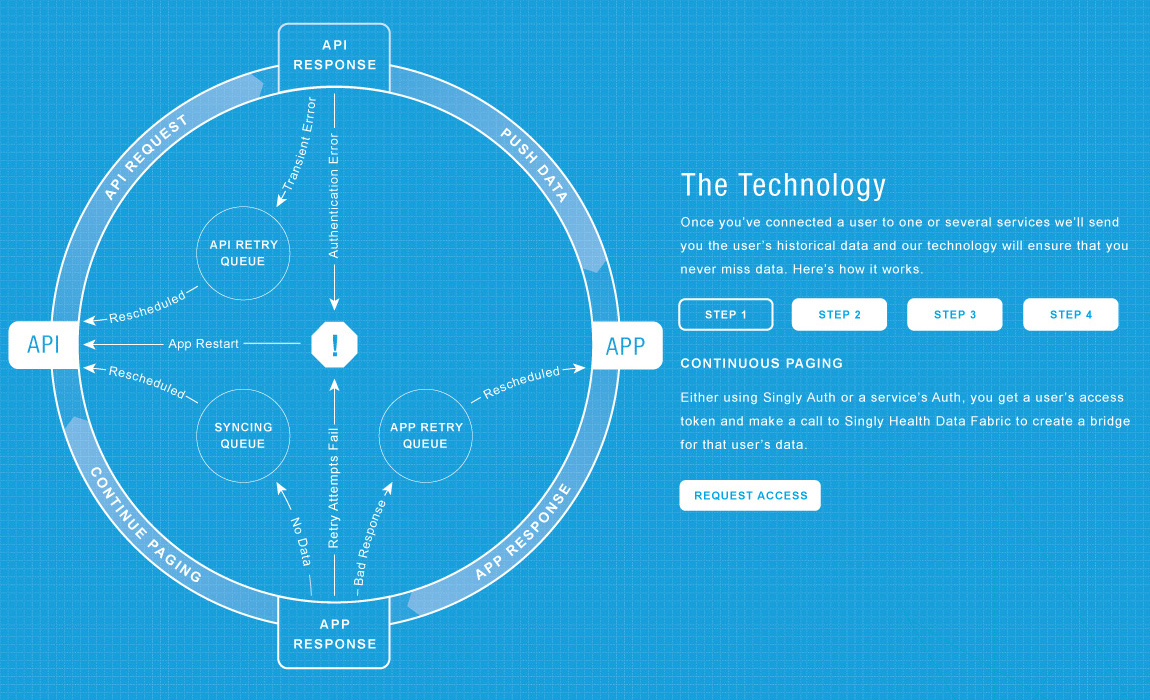 API
RESPONSE
API REQUEST
PUSH DATA
Transient Errror
Authentication Error
API RETRY
QUEUE
Rescheduled
API
App Restart
!
APP
Rescheduled
Rescheduled
SYNCING
QUEUE
APP RETRY
QUEUE
Retry Attempts Fail
No Data
Bad Response
CONTINUE PAGING
APP RESPONSE
APP
RESPONSE
The Technology
Once you've connected a user to one or several services we'll send
you the user's historical data and our technology will ensure that you
never miss data. Here's how it works.
STEP 1
STEP 2
STEP 3
STEP 4
CONTINUOUS PAGING
Either using Singly Auth or a service's Auth, you get a user's access
token and make a call to Singly Health Data Fabric to create a bridge
for that user's data.
REQUEST ACCESS